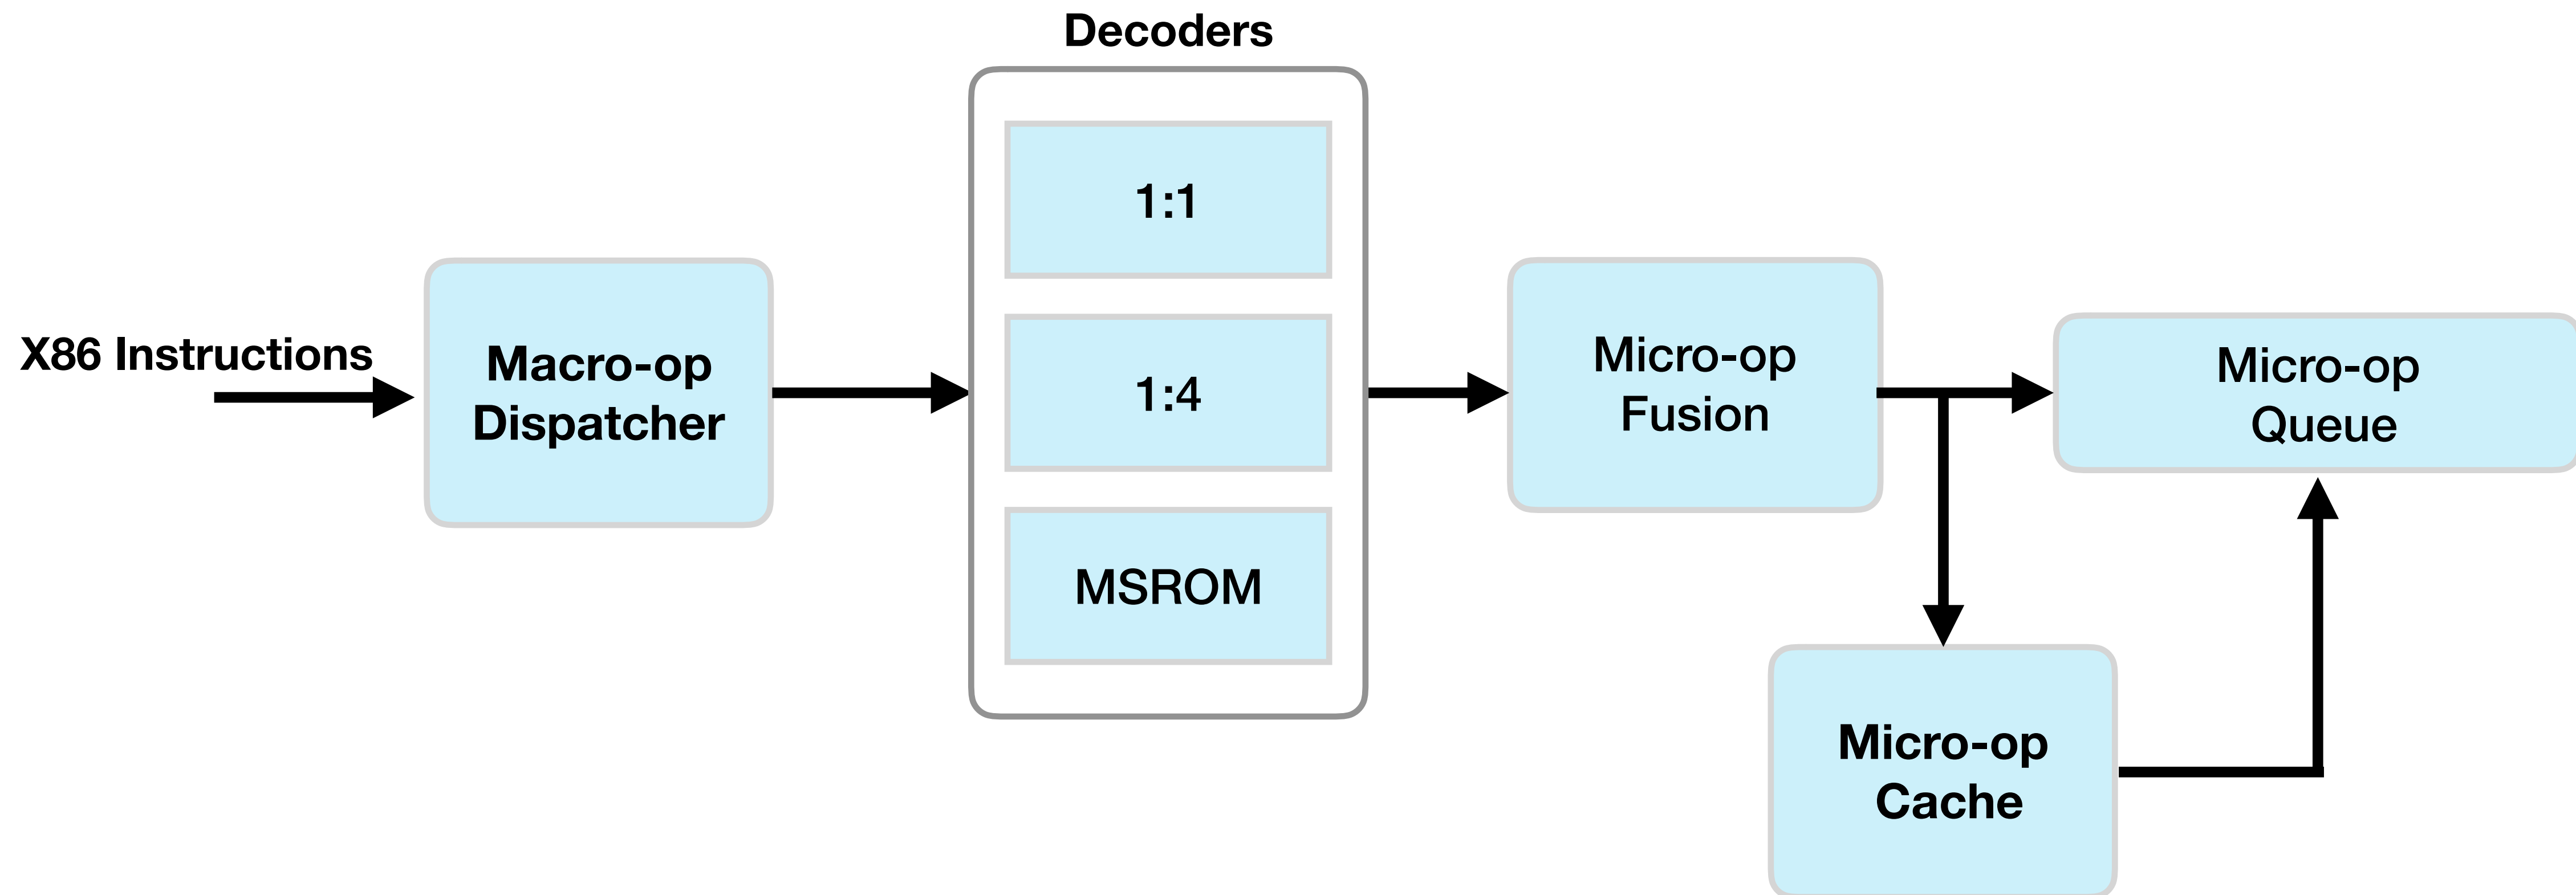 Decoders
X86 Instructions
Macro-op
Dispatcher
1:1
1:4
MSROM
Micro-op
Fusion
Micro-op
Queue
Micro-op
Cache